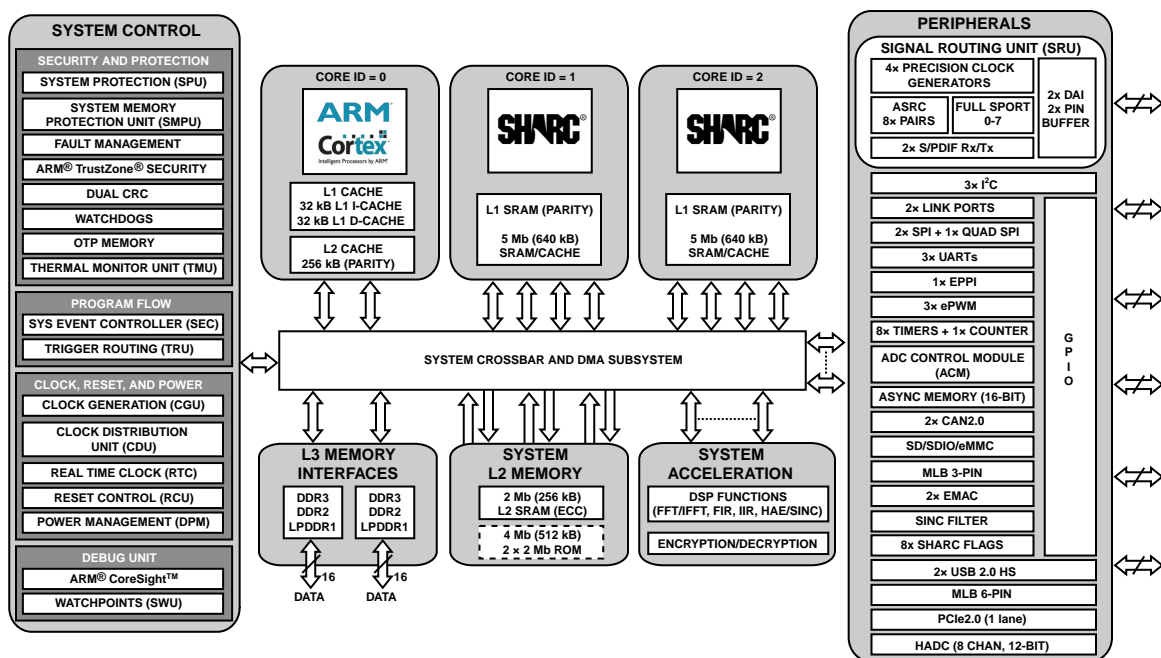 SYSTEM CONTROL
SECURITY AND PROTECTION
SYSTEM PROTECTION (SPU)
SYSTEM MEMORY
PROTECTION UNIT (SMPU)
FAULT MANAGEMENT
ARM® TrustZone® SECURITY
DUAL CRC
WATCHDOGS
OTP MEMORY
THERMAL MONITOR UNIT (TMU)
PROGRAM FLOW
SYS EVENT CONTROLLER (SEC)
TRIGGER ROUTING (TRU)
CLOCK, RESET, AND POWER
CLOCK GENERATION (CGU)
CLOCK DISTRIBUTION
UNIT (CDU)
REAL TIME CLOCK (RTC)
RESET CONTROL (RCU)
POWER MANAGEMENT (DPM)
DEBUG UNIT
ARM® CoreSight™
WATCHPOINTS (SWU)
CORE ID = 0
ARM®
Cortex®
Intelligent Processors by ARM®
L1 CACHE
32 kB L1 I-CACHE
32 kB L1 D-CACHE
L2 CACHE
256 kB (PARITY)
CORE ID = 1
SHARC
L1 SRAM (PARITY)
5 Mb (640 kB)
SRAM/CACHE
CORE ID = 2
SHARC
L1 SRAM (PARITY)
5 Mb (640 kB)
SRAM/CACHE
SYSTEM CROSSBAR AND DMA SUBSYSTEM
L3 MEMORY
INTERFACES
DDR3
DDR2
LPDDR1
DDR3
DDR2
LPDDR1
16
16
DATA
DATA
SYSTEM
L2 MEMORY
2 Mb (256 kB)
L2 SRAM (ECC)
4 Mb (512 kB)
2 × 2 Mb ROM
SYSTEM
ACCELERATION
DSP FUNCTIONS
(FFT/IFFT, FIR, IIR, HAE/SINC)
ENCRYPTION/DECRYPTION
PERIPHERALS
SIGNAL ROUTING UNIT (SRU)
4× PRECISION CLOCK
GENERATORS
ASRC
8× PAIRS
FULL SPORT
0-7
2× S/PDIF Rx/Tx
2x DAI
2x PIN
BUFFER
3× I²C
2× LINK PORTS
2× SPI + 1× QUAD SPI
3× UARTs
1× EPPI
3× ePWM
8× TIMERS + 1× COUNTER
ADC CONTROL MODULE
(ACM)
ASYNC MEMORY (16-BIT)
2× CAN2.0
SD/SDIO/eMMC
MLB 3-PIN
2× EMAC
SINC FILTER
8× SHARC FLAGS
G
P
I
O
2× USB 2.0 HS
MLB 6-PIN
PCIe2.0 (1 lane)
HADC (8 CHAN, 12-BIT)